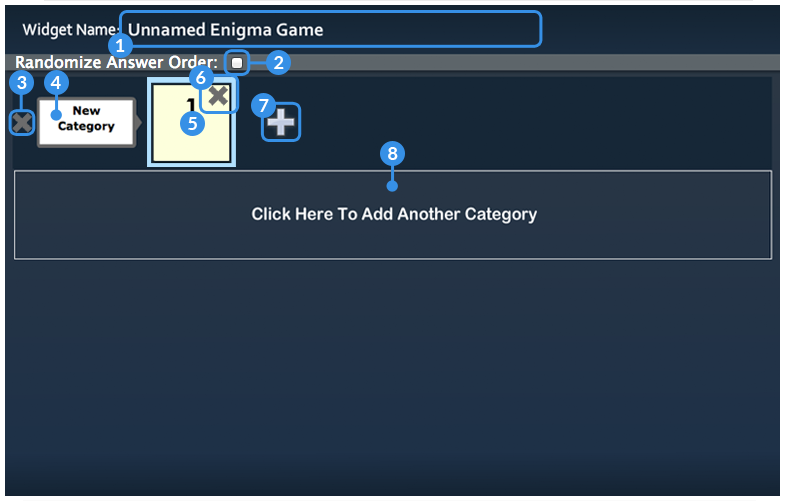 Widget Name: Unnamed Enigma Game
1
Randomize Answer Order: 2
3 4 6
New
Category
1
5
7
8
Click Here To Add Another Category